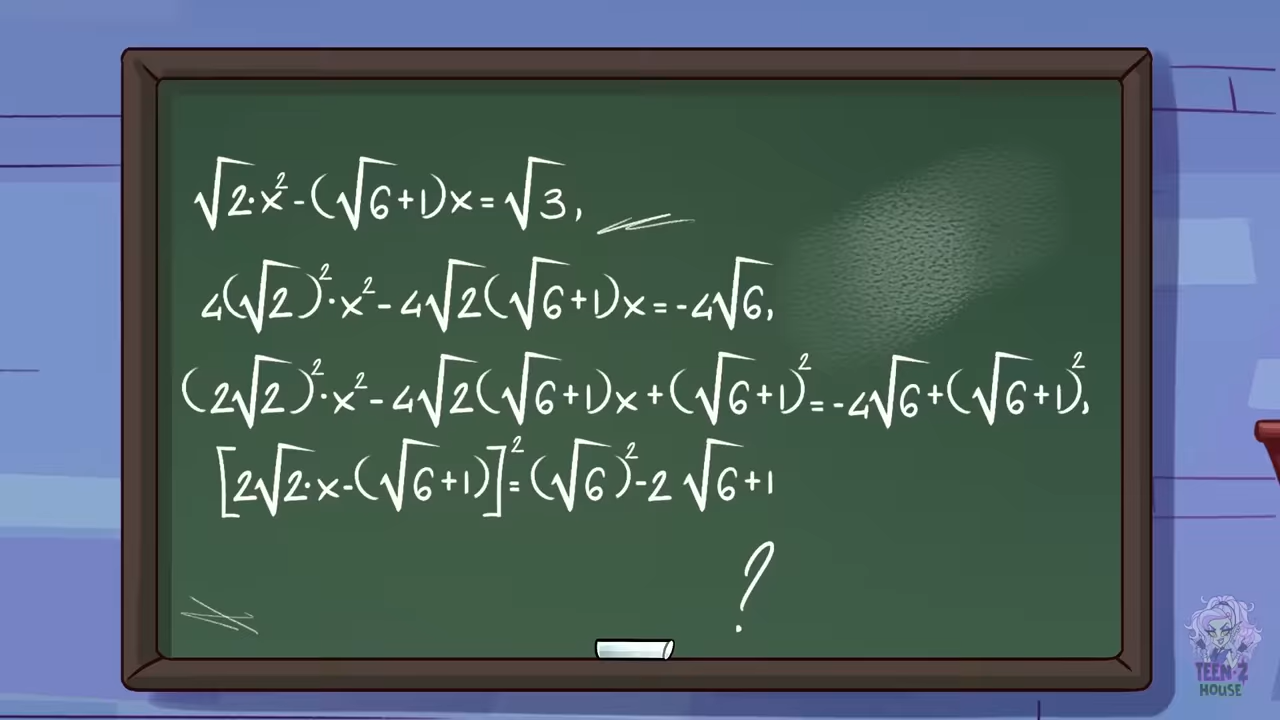 √2·x²-(√6+1)x=√3,
4(√2)²·x²-4√2(√6+1)x=-4√6,
(2√2)²·x²-4√2(√6+1)x+(√6+1)²=-4√6+(√6+1)²,
[2√2·x-(√6+1)]²=(√6)²-2√6+1
?
TEEN-Z
HOUSE